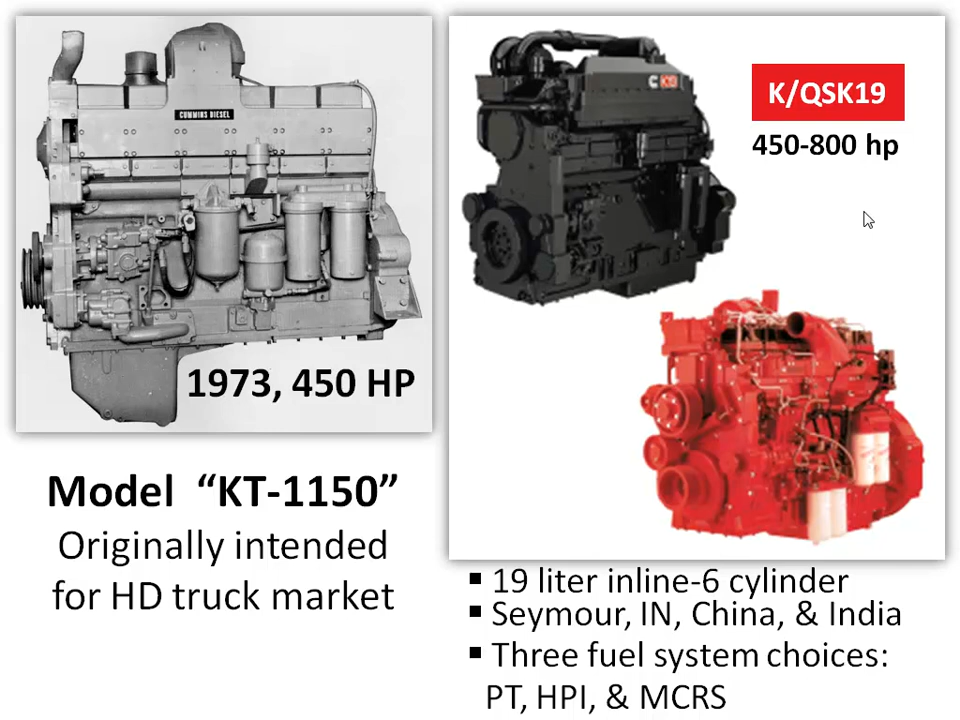 CUMMINS DIESEL
1973, 450 HP
Model “KT-1150”
Originally intended
for HD truck market
K19
K/QSK19
450-800 hp
▪ 19 liter inline-6 cylinder
▪ Seymour, IN, China, & India
▪ Three fuel system choices:
PT, HPI, & MCRS